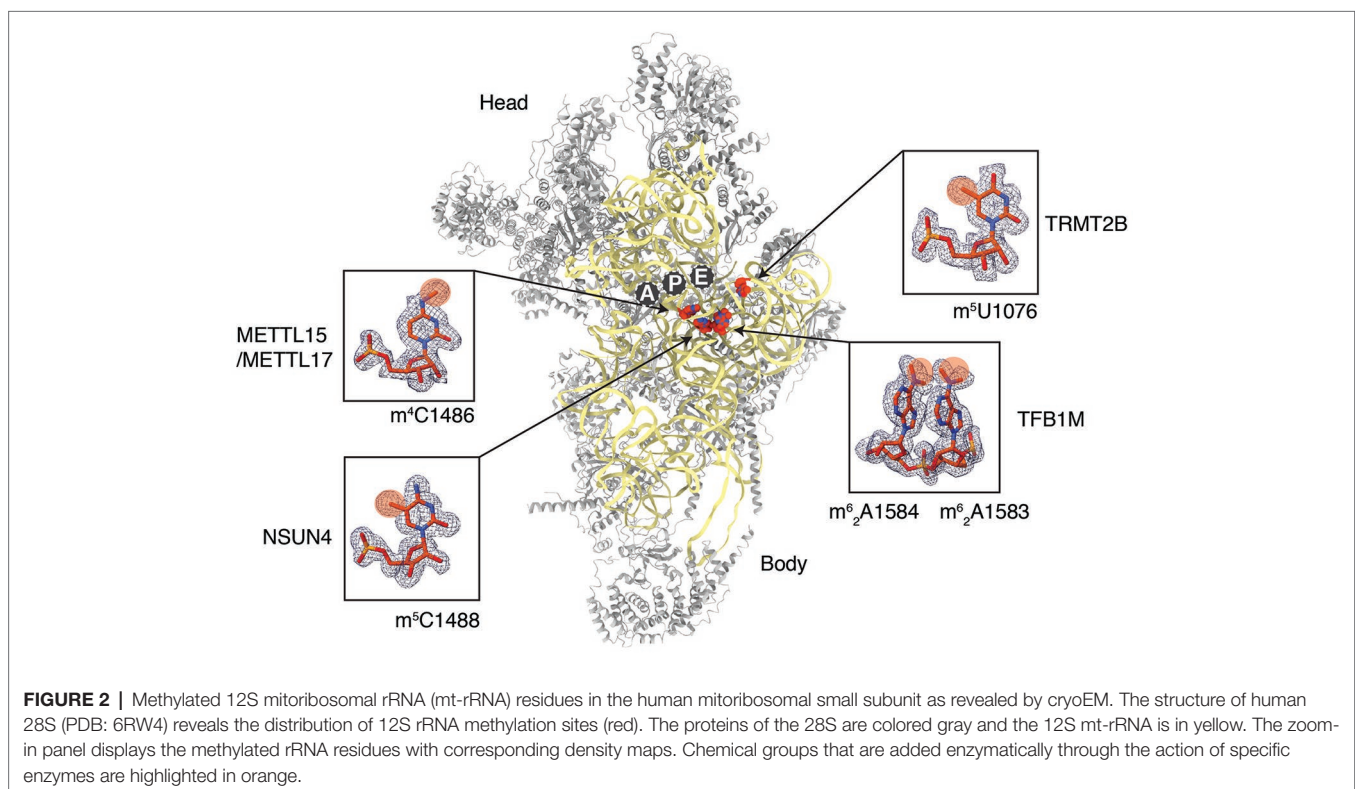 Head
TRMT2B
m⁵U1076
A P E
METTL15
/METTL17
m⁴C1486
TFB1M
m⁶₂A1584 m⁶₂A1583
NSUN4
m⁵C1488
Body
FIGURE 2 | Methylated 12S mitoribosomal rRNA (mt-rRNA) residues in the human mitoribosomal small subunit as revealed by cryoEM. The structure of human
28S (PDB: 6RW4) reveals the distribution of 12S rRNA methylation sites (red). The proteins of the 28S are colored gray and the 12S mt-rRNA is in yellow. The zoom-
in panel displays the methylated rRNA residues with corresponding density maps. Chemical groups that are added enzymatically through the action of specific
enzymes are highlighted in orange.